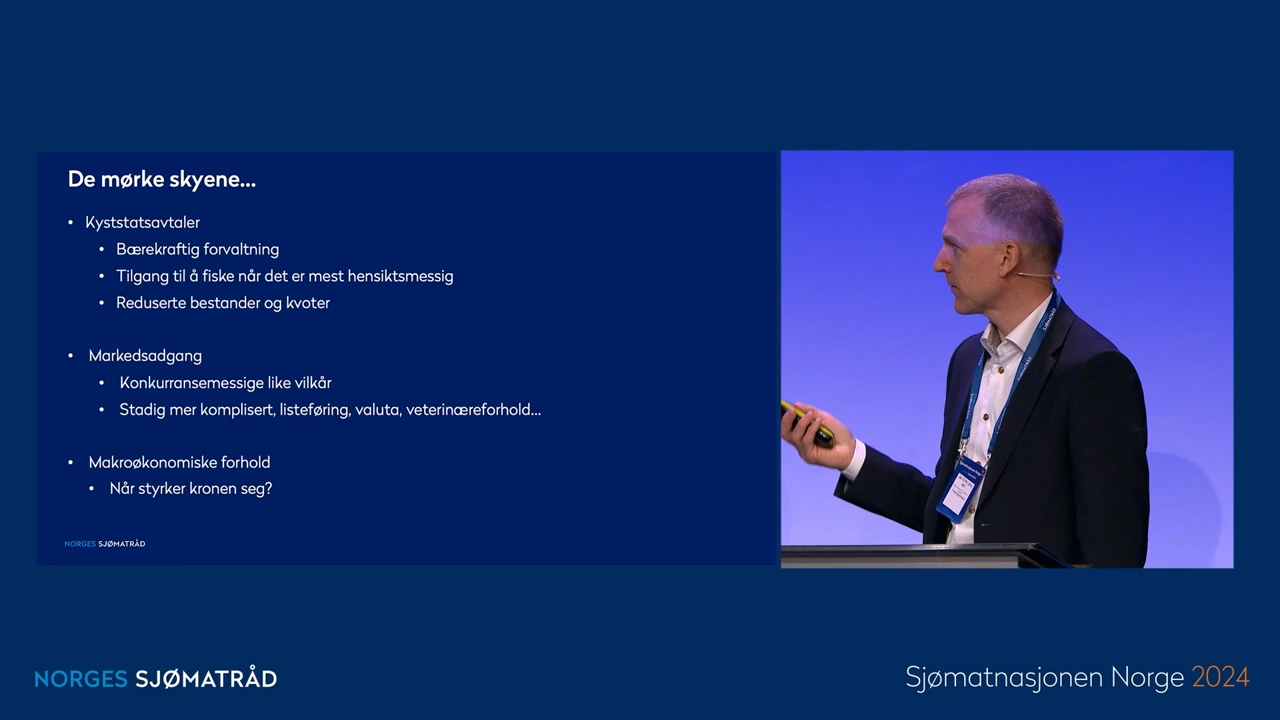 De mørke skyene...
• Kyststatsavtaler
• Bærekraftig forvaltning
• Tilgang til å fiske når det er mest hensiktsmessig
• Reduserte bestander og kvoter
• Markedsadgang
• Konkurransemessige like vilkår
• Stadig mer komplisert, listeføring, valuta, veterinæreforhold...
• Makroøkonomiske forhold
• Når styrker kronen seg?
NORGES SJØMATRÅD
SJØMATRÅD
NORGES SJØMATRÅD
Sjømatnasjonen Norge 2024